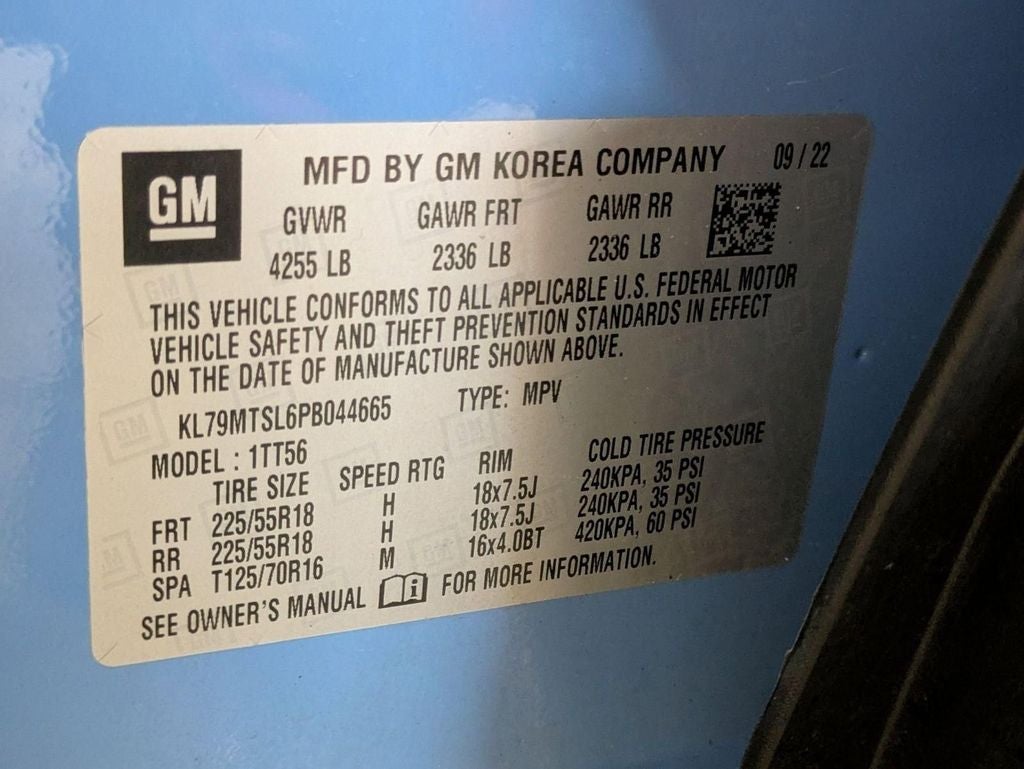 GM
MFD BY GM KOREA COMPANY 09 / 22
GVWR GAWR FRT GAWR RR
4255 LB 2336 LB 2336 LB
THIS VEHICLE CONFORMS TO ALL APPLICABLE U.S. FEDERAL MOTOR
VEHICLE SAFETY AND THEFT PREVENTION STANDARDS IN EFFECT
ON THE DATE OF MANUFACTURE SHOWN ABOVE.
KL79MTSL6PB044665 TYPE: MPV
MODEL : 1TT56
TIRE SIZE SPEED RTG RIM COLD TIRE PRESSURE
FRT 225/55R18 H 18x7.5J 240KPA, 35 PSI
RR 225/55R18 H 18x7.5J 240KPA, 35 PSI
SPA T125/70R16 M 16x4.0BT 420KPA, 60 PSI
SEE OWNER'S MANUAL FOR MORE INFORMATION.